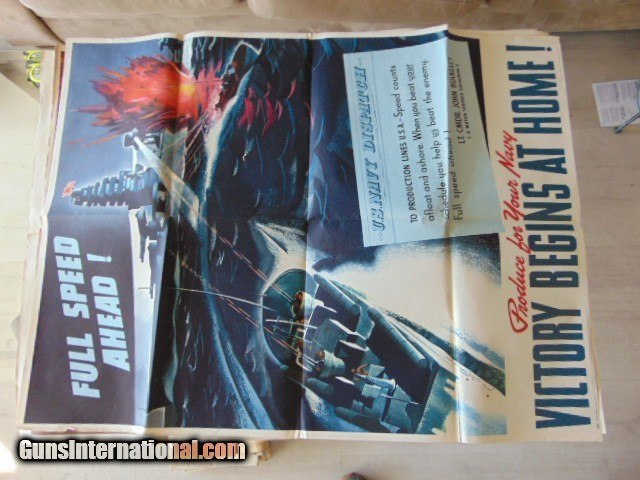 FULL SPEED
AHEAD !
U.S. NAVY DISPATCH
TO PRODUCTION LINES U.S.A. - Speed counts
afloat and ashore. When you beat your
schedule you help us beat the enemy.
Full speed ahead!
LT. CMDR. JOHN BULKELEY
Produce for Your Navy
VICTORY BEGINS AT HOME!
GunsInternational.com